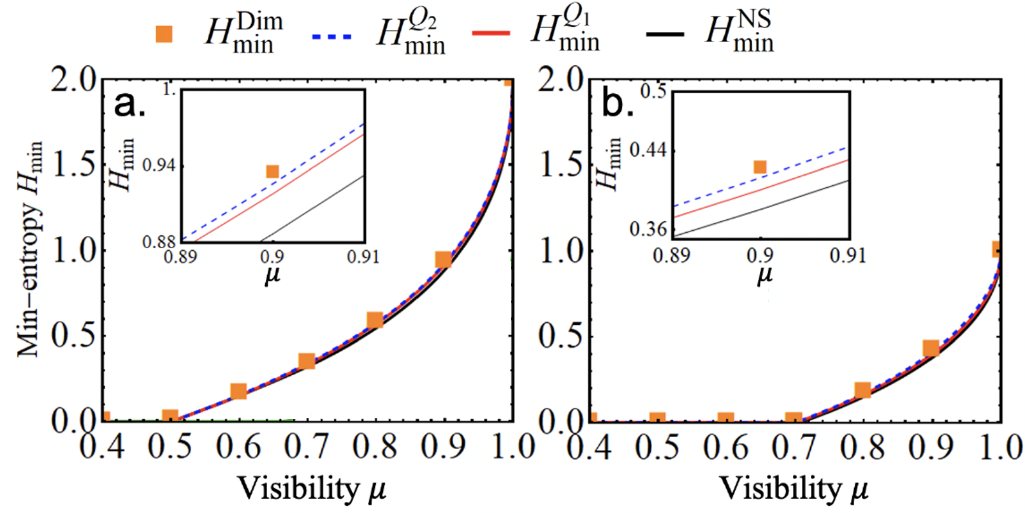 H_min^Dim H_min^Q2 H_min^Q1 H_min^NS
a.
Min−entropy H_min
2.0
1.5
1.0
0.5
0.0
0.4 0.5 0.6 0.7 0.8 0.9 1.0
Visibility μ
H_min
1.
0.94
0.88
0.89 0.9 0.91
μ
b.
2.0
1.5
1.0
0.5
0.0
0.4 0.5 0.6 0.7 0.8 0.9 1.0
Visibility μ
H_min
0.5
0.44
0.36
0.89 0.9 0.91
μ